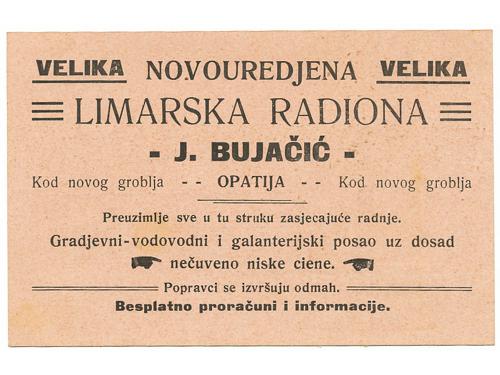 VELIKA NOVOUREDJENA VELIKA
LIMARSKA RADIONA
- J. BUJAČIĆ -
Kod novog groblja -- OPATIJA -- Kod novog groblja
Preuzimlje sve u tu struku zasjecajuće radnje.
Gradjevni-vodovodni i galanterijski posao uz dosad
nečuveno niske ciene.
Popravci se izvršuju odmah.
Besplatno proračuni i informacije.